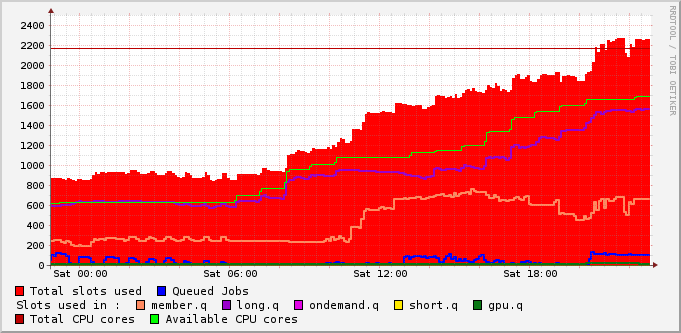 2400
2200
2000
1800
1600
1400
1200
1000
800
600
400
200
0
Sat 00:00 Sat 06:00 Sat 12:00 Sat 18:00
Total slots used Queued Jobs
Slots used in : member.q long.q ondemand.q short.q gpu.q
Total CPU cores Available CPU cores
RRDTOOL / TOBI OETIKER